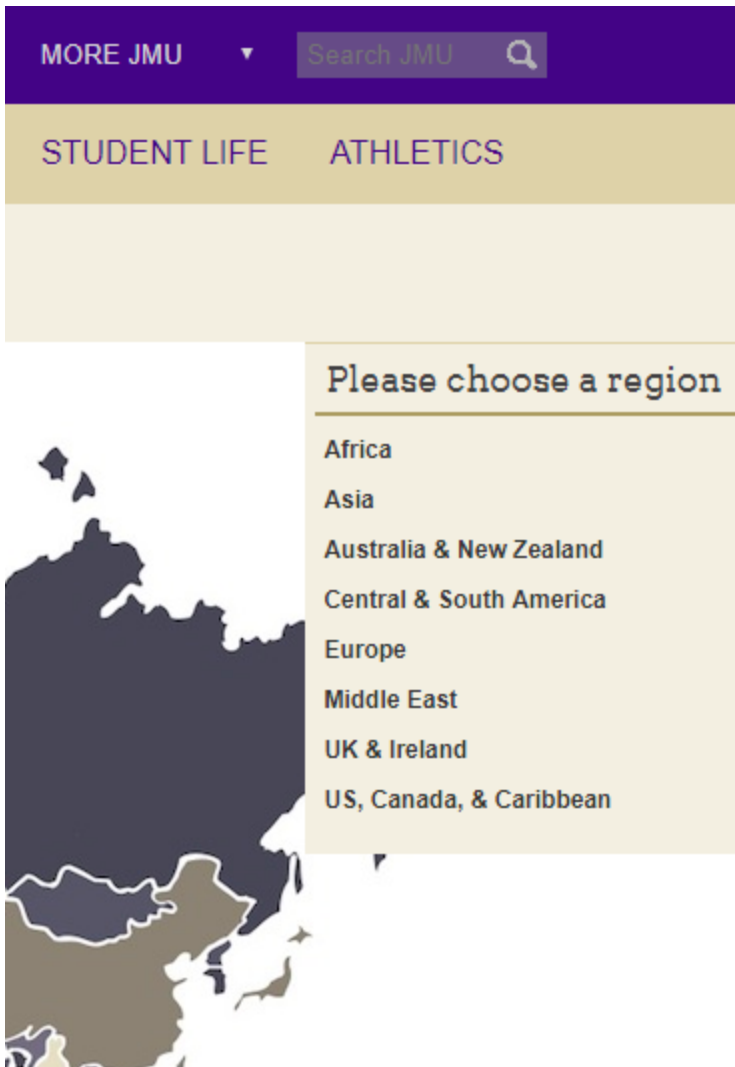 MORE JMU ▼ Search JMU
STUDENT LIFE ATHLETICS
Please choose a region
Africa
Asia
Australia & New Zealand
Central & South America
Europe
Middle East
UK & Ireland
US, Canada, & Caribbean